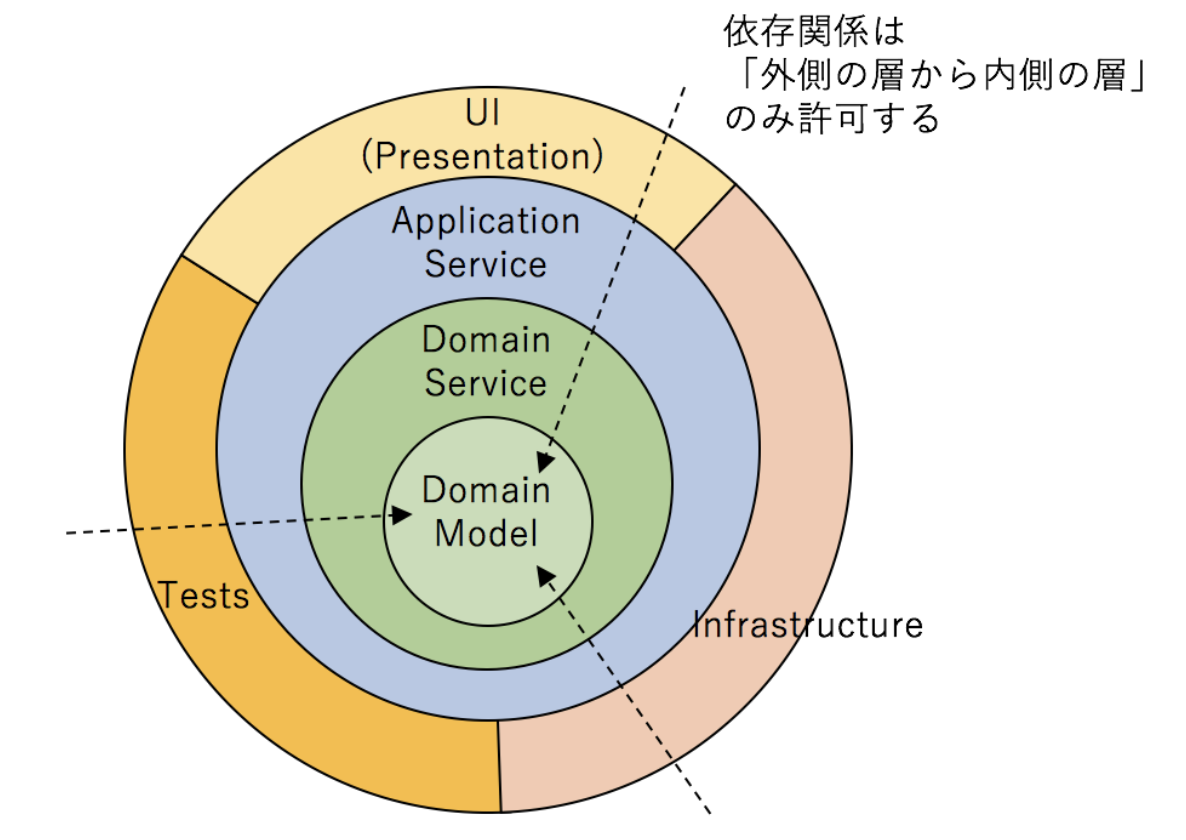 依存関係は
「外側の層から内側の層」
のみ許可する
UI
(Presentation)
Application
Service
Domain
Service
Domain
Model
Tests
Infrastructure